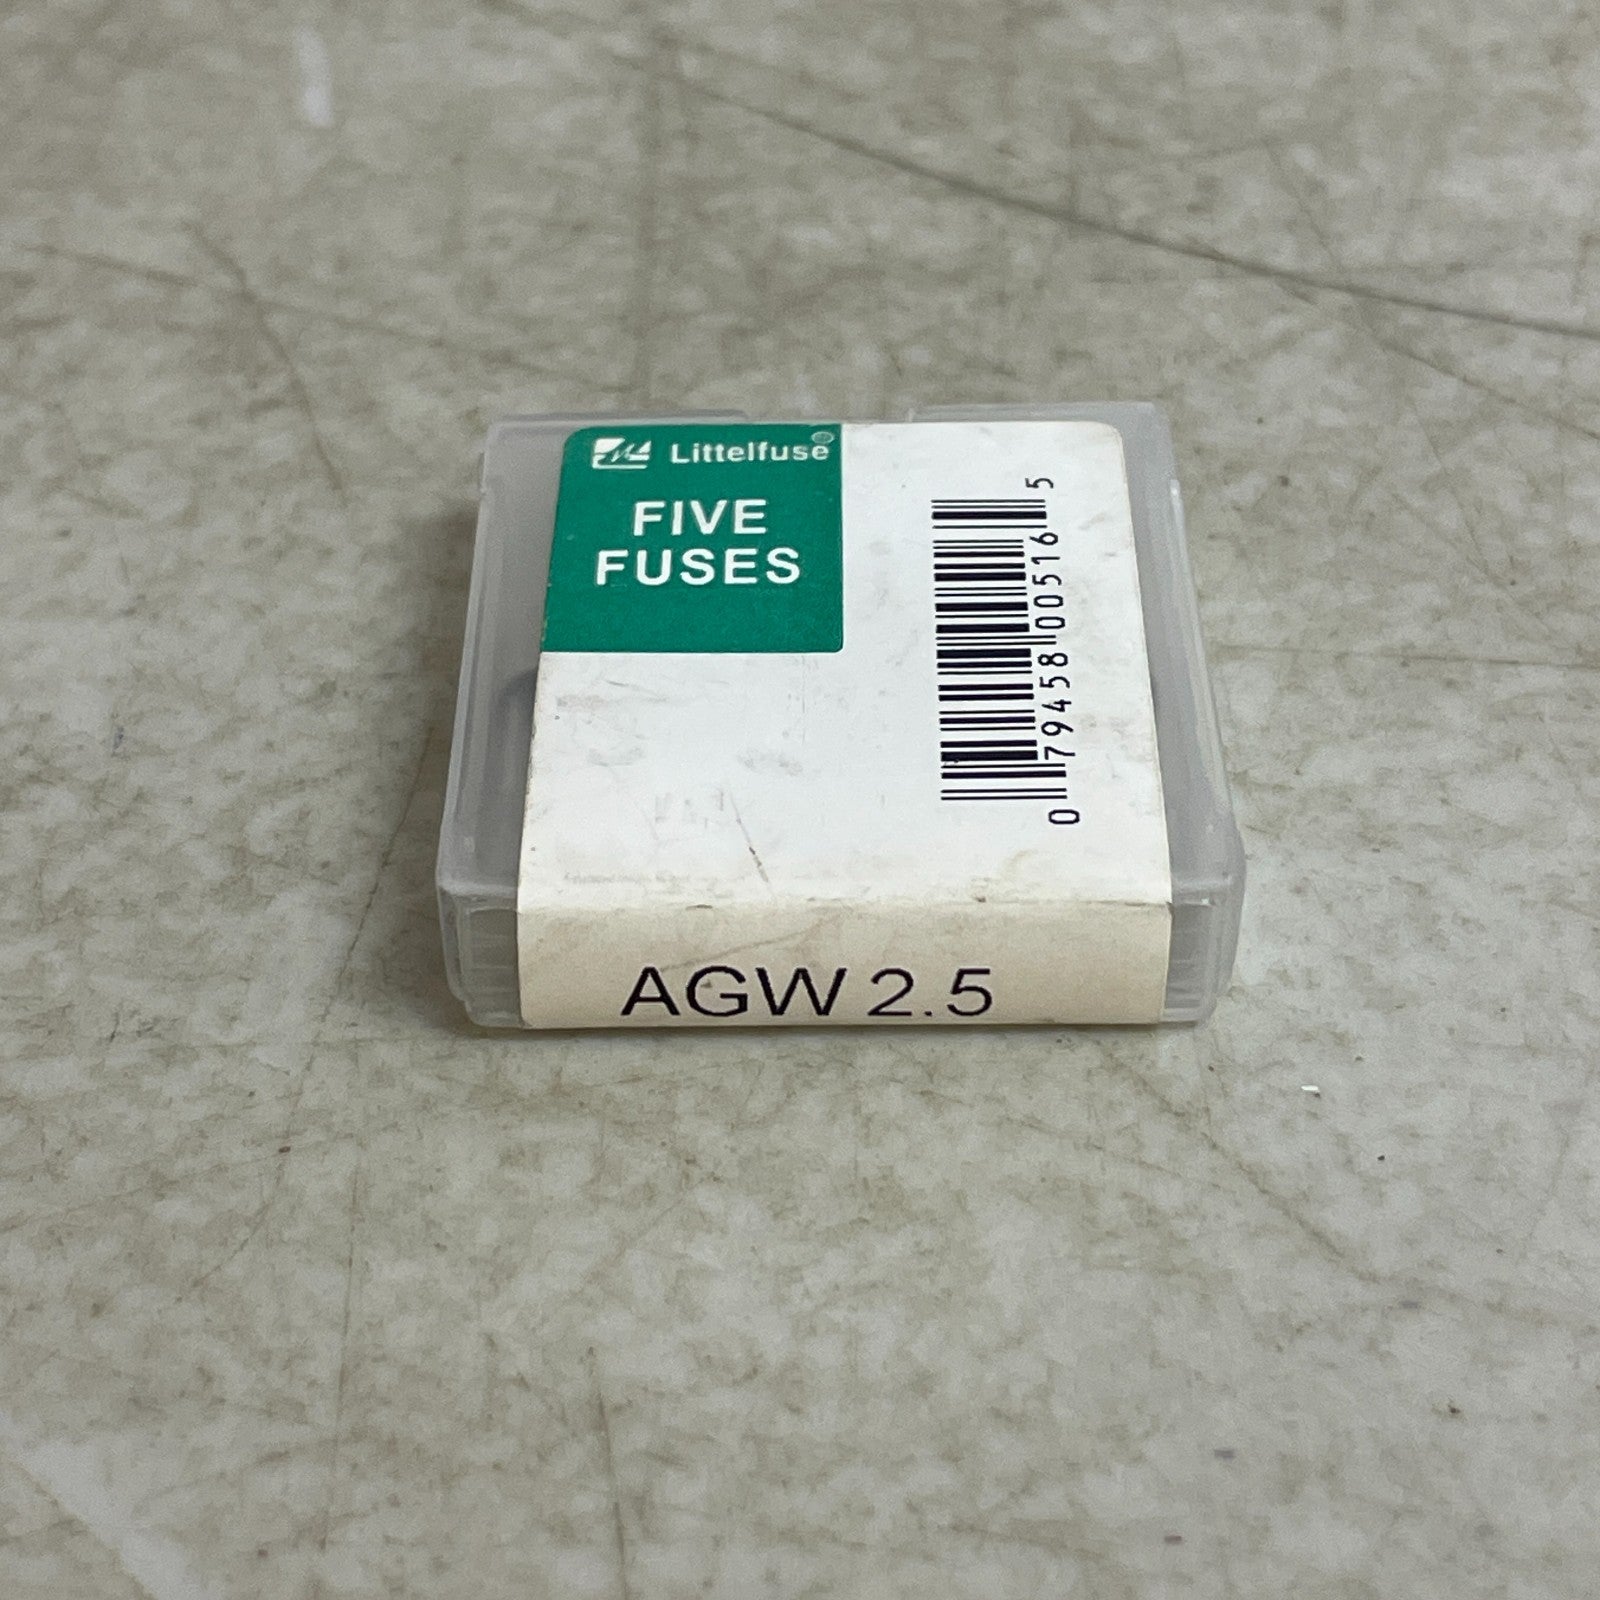 Littelfuse®
FIVE
FUSES
0 79458 00516 5
AGW 2.5